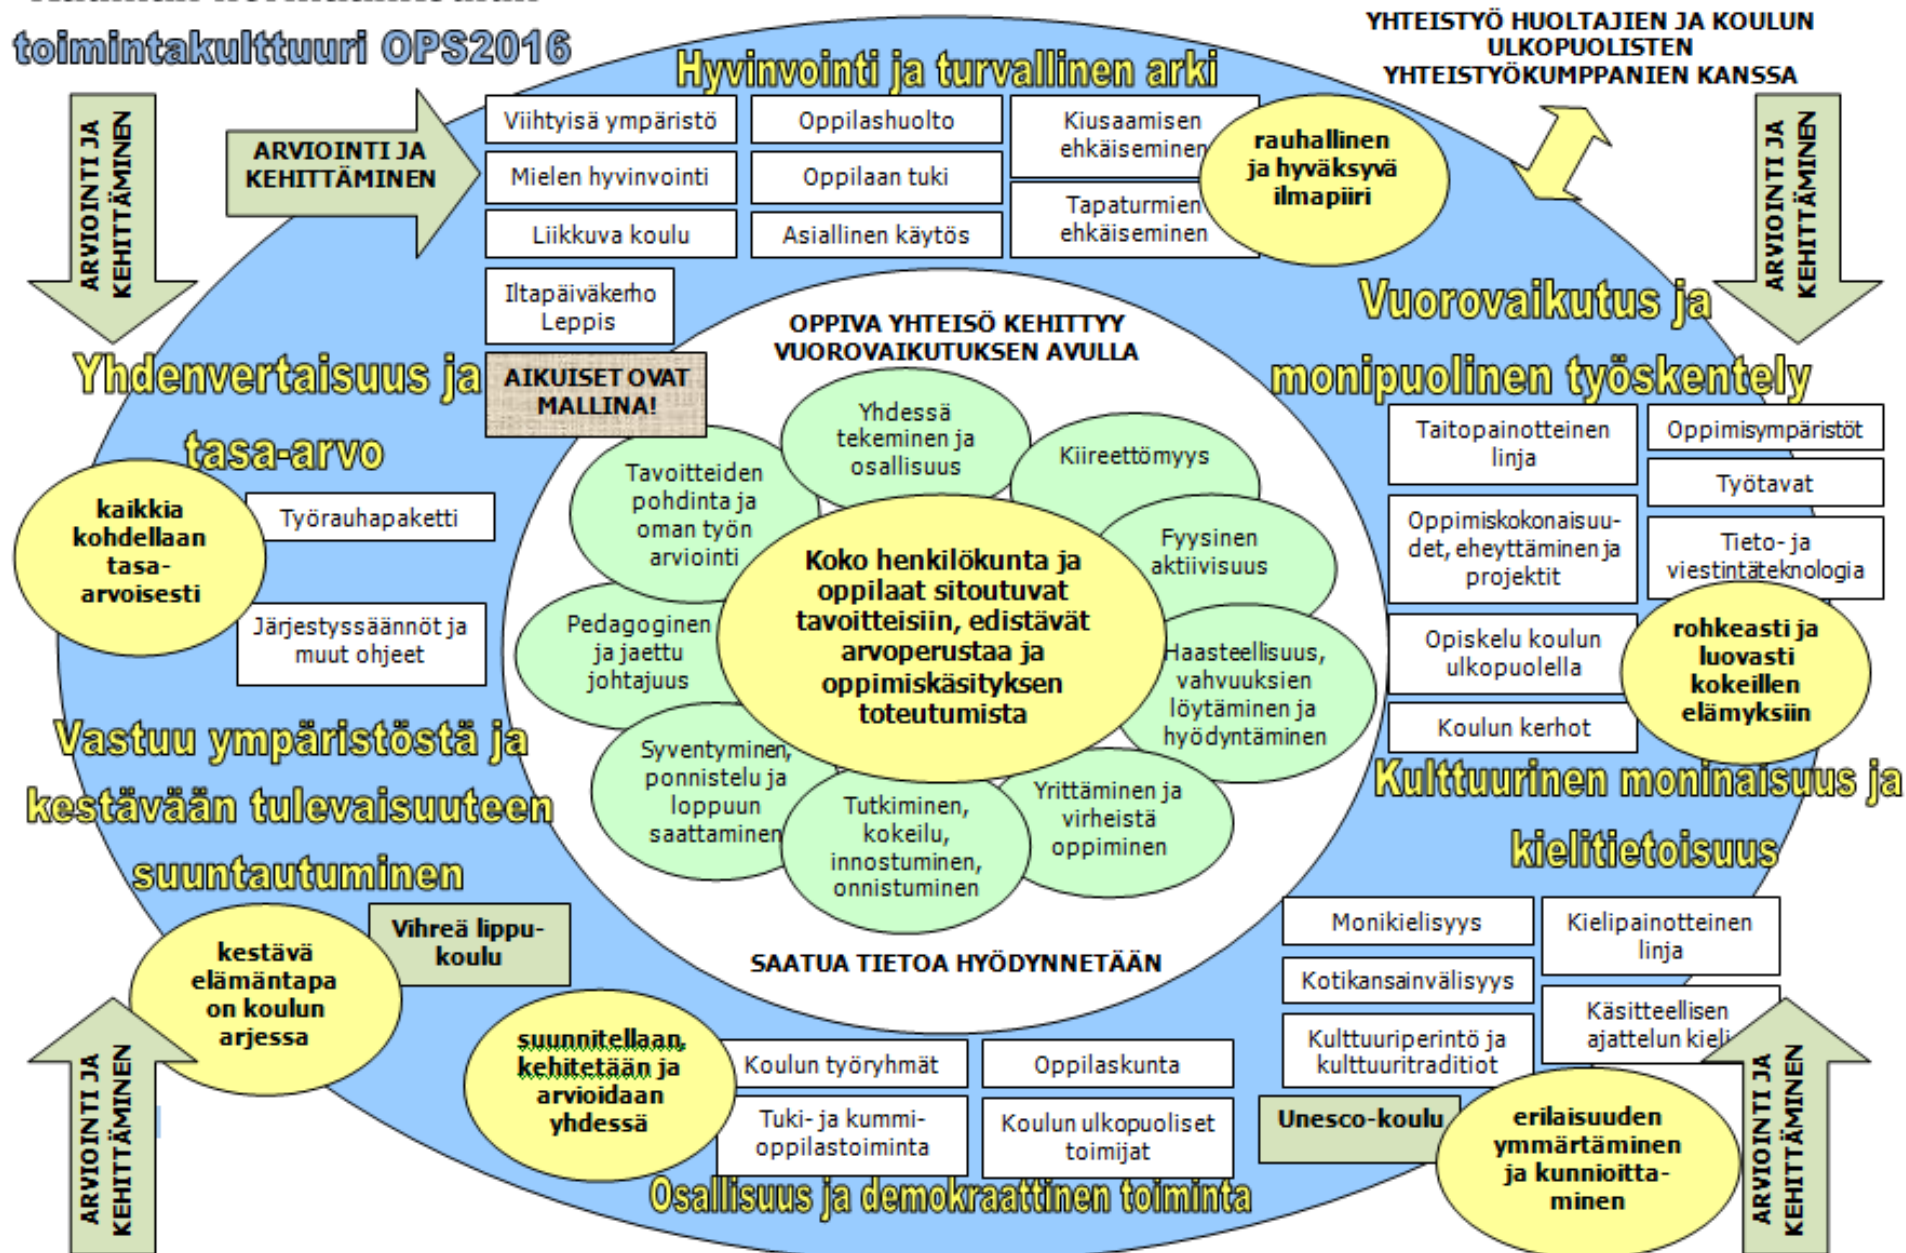 toimintakulttuuri OPS2016
YHTEISTYÖ HUOLTAJIEN JA KOULUN
ULKOPUOLISTEN
YHTEISTYÖKUMPPANIEN KANSSA
ARVIOINTI JA
KEHITTÄMINEN
ARVIOINTI JA
KEHITTÄMINEN
Hyvinvointi ja turvallinen arki
Viihtyisä ympäristö
Mielen hyvinvointi
Liikkuva koulu
Iltapäiväkerho
Leppis
Oppilashuolto
Oppilaan tuki
Asiallinen käytös
Kiusaamisen
ehkäiseminen
Tapaturmien
ehkäiseminen
rauhallinen
ja hyväksyvä
ilmapiiri
ARVIOINTI JA
KEHITTÄMINEN
Vuorovaikutus ja
monipuolinen työskentely
Taitopainotteinen
linja
Oppimiskokonaisuu-
det, eheyttäminen ja
projektit
Opiskelu koulun
ulkopuolella
Koulun kerhot
Oppimisympäristöt
Työtavat
Tieto- ja
viestintäteknologia
rohkeasti ja
luovasti
kokeillen
elämyksiin
Yhdenvertaisuus ja
tasa-arvo
AIKUISET OVAT
MALLINA!
kaikkia
kohdellaan
tasa-
arvoisesti
Työrauhapaketti
Järjestyssäännöt ja
muut ohjeet
OPPIVA YHTEISÖ KEHITTYY
VUOROVAIKUTUKSEN AVULLA
Yhdessä
tekeminen ja
osallisuus
Kiireettömyys
Fyysinen
aktiivisuus
Haasteellisuus,
vahvuuksien
löytäminen ja
hyödyntäminen
Yrittäminen ja
virheistä
oppiminen
Tutkiminen,
kokeilu,
innostuminen,
onnistuminen
Syventyminen,
ponnistelu ja
loppuun
saattaminen
Pedagoginen
ja jaettu
johtajuus
Tavoitteiden
pohdinta ja
oman työn
arviointi
Koko henkilökunta ja
oppilaat sitoutuvat
tavoitteisiin, edistävät
arvoperustaa ja
oppimiskäsityksen
toteutumista
SAATUA TIETOA HYÖDYNNETÄÄN
Vastuu ympäristöstä ja
kestävään tulevaisuuteen
suuntautuminen
kestävä
elämäntapa
on koulun
arjessa
Vihreä lippu-
koulu
Kulttuurinen moninaisuus ja
kielitietoisuus
Monikielisyys
Kotikansainvälisyys
Kulttuuriperintö ja
kulttuuritraditiot
Kielipainotteinen
linja
Käsitteellisen
ajattelun kieli
Unesco-koulu
erilaisuuden
ymmärtäminen
ja kunnioitta-
minen
suunnitellaan,
kehitetään ja
arvioidaan
yhdessä
Koulun työryhmät
Tuki- ja kummi-
oppilastoiminta
Oppilaskunta
Koulun ulkopuoliset
toimijat
Osallisuus ja demokraattinen toiminta
ARVIOINTI JA
KEHITTÄMINEN
ARVIOINTI JA
KEHITTÄMINEN